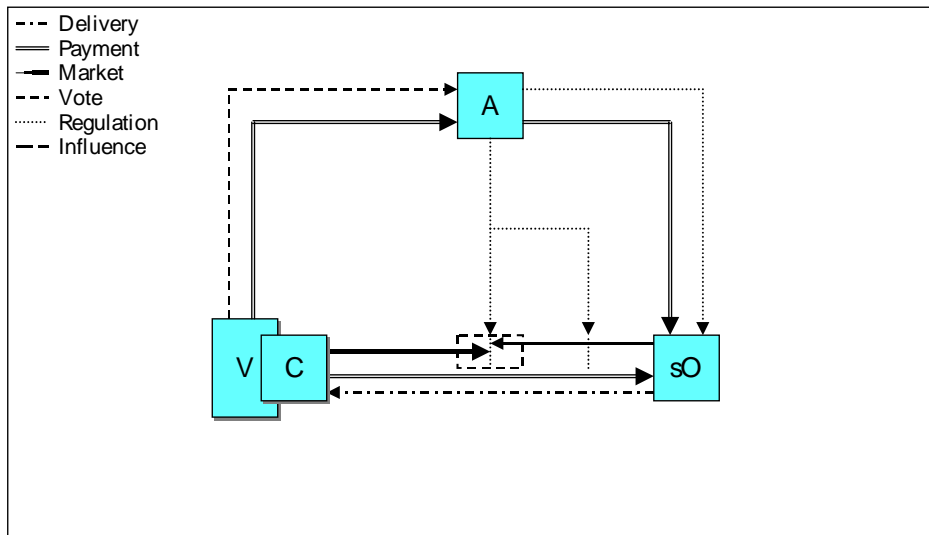 Delivery
Payment
Market
Vote
Regulation
Influence
A
V
C
sO